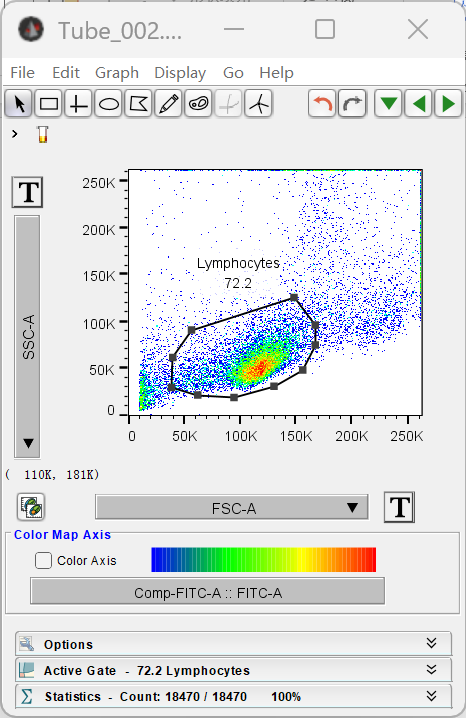 Tube_002....
File Edit Graph Display Go Help
T
250K
200K
150K
100K
50K
0
Lymphocytes
72.2
SSC-A
0 50K 100K 150K 200K 250K
( 110K, 181K)
FSC-A
T
Color Map Axis
Color Axis
Comp-FITC-A :: FITC-A
Options
Active Gate - 72.2 Lymphocytes
Statistics - Count: 18470 / 18470 100%